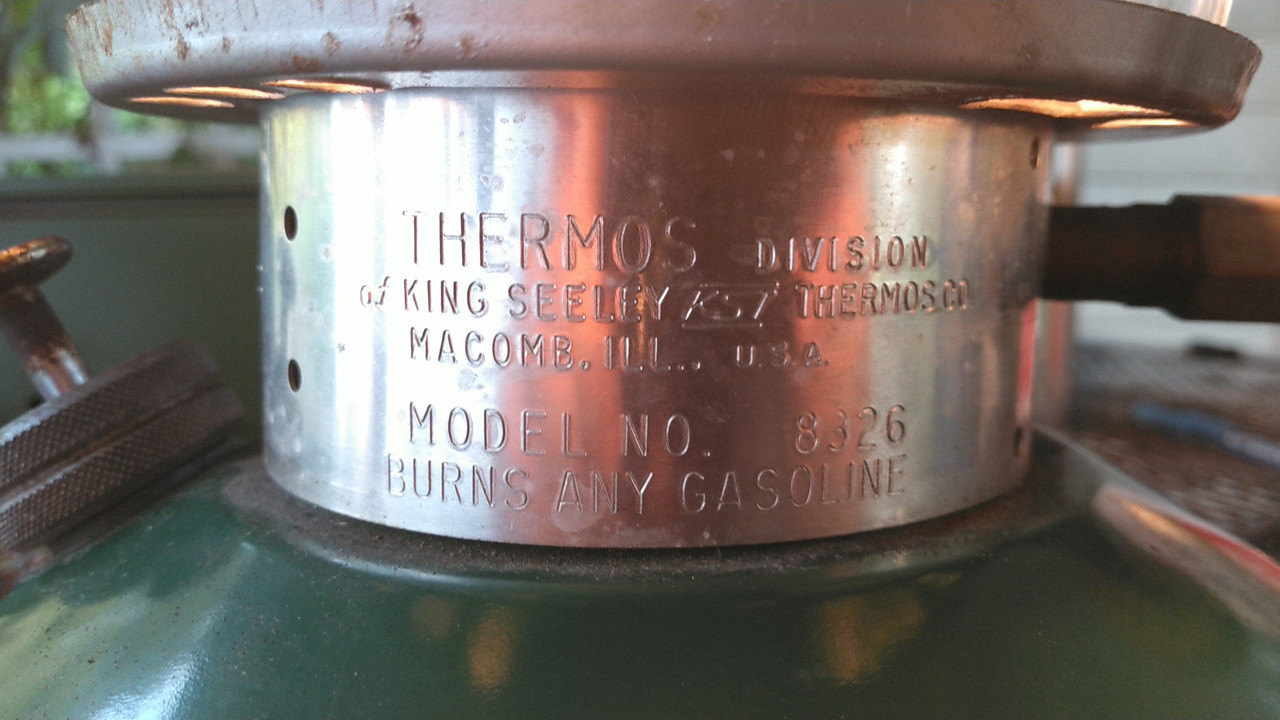 THERMOS DIVISION
of KING SEELEY KST THERMOS CO
MACOMB, ILL., U.S.A.
MODEL NO. 8326
BURNS ANY GASOLINE